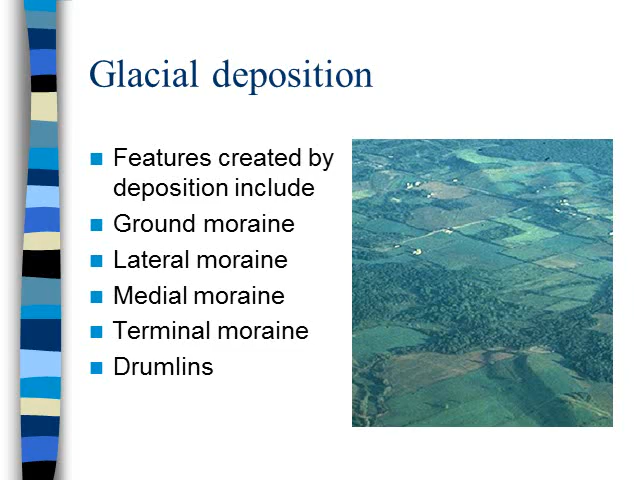 Glacial deposition
Features created by
deposition include
Ground moraine
Lateral moraine
Medial moraine
Terminal moraine
Drumlins